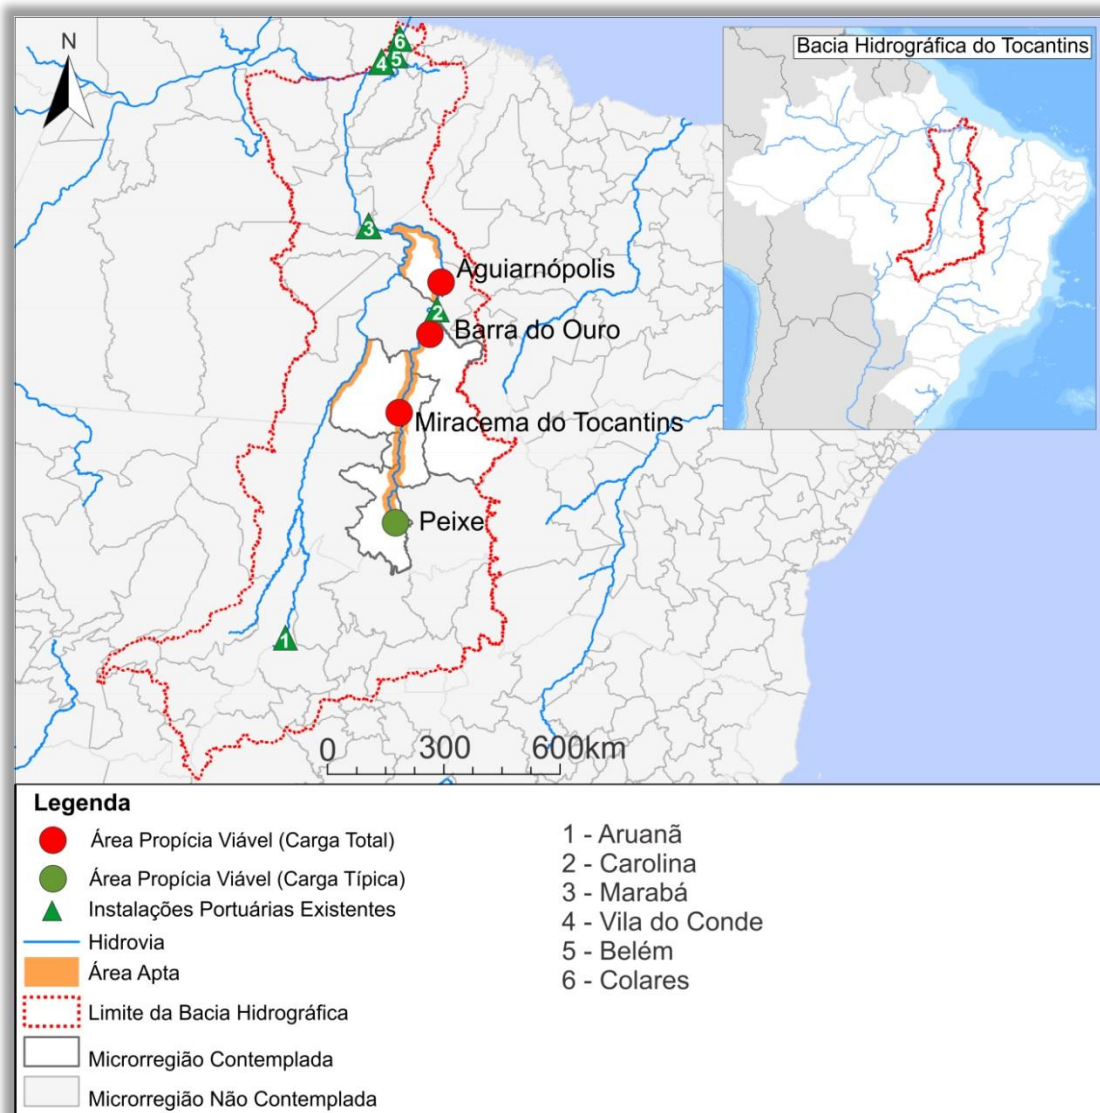 N
Bacia Hidrográfica do Tocantins
6
5
4
3
Aguiarnópolis
2
Barra do Ouro
Miracema do Tocantins
Peixe
1
0 300 600km
Legenda
Área Propícia Viável (Carga Total)
Área Propícia Viável (Carga Típica)
Instalações Portuárias Existentes
Hidrovia
Área Apta
Limite da Bacia Hidrográfica
Microrregião Contemplada
Microrregião Não Contemplada
1 - Aruanã
2 - Carolina
3 - Marabá
4 - Vila do Conde
5 - Belém
6 - Colares